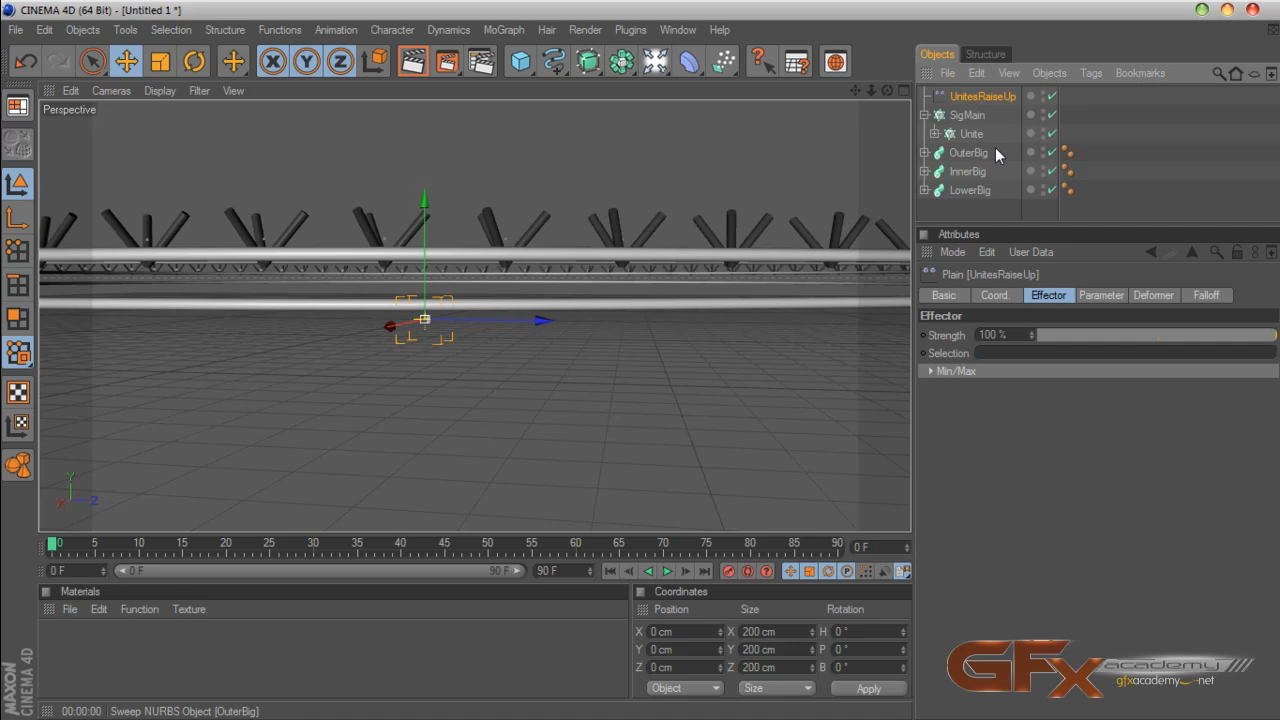 CINEMA 4D (64 Bit) - [Untitled 1 *]
File Edit Objects Tools Selection Structure Functions Animation Character Dynamics MoGraph Hair Render Plugins Window Help
Objects Structure
File Edit View Objects Tags Bookmarks
Edit Cameras Display Filter View
Perspective
UnitesRaiseUp
SigMain
Unite
OuterBig
InnerBig
LowerBig
Attributes
Mode Edit User Data
Plain [UnitesRaiseUp]
Basic Coord. Effector Parameter Deformer Falloff
Effector
Strength 100 %
Selection
Min/Max
Y
X Z
0 5 10 15 20 25 30 35 40 45 50 55 60 65 70 75 80 85 90 0 F
0 F 0 F 90 F 90 F
Materials
File Edit Function Texture
Coordinates
Position Size Rotation
X 0 cm X 200 cm H 0 °
Y 0 cm Y 200 cm P 0 °
Z 0 cm Z 200 cm B 0 °
Object Size Apply
MAXON CINEMA 4D
00:00:00 Sweep NURBS Object [OuterBig]
GFx academy
gfxacademy.net